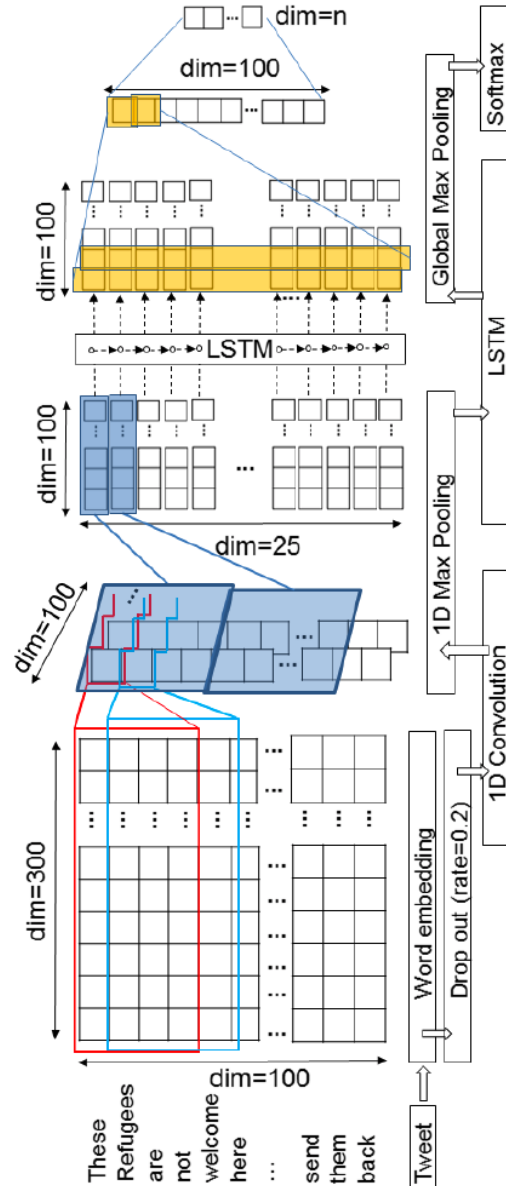 dim=n
dim=100
dim=100
LSTM
dim=100
dim=25
dim=100
dim=300
dim=100
These
Refugees
are
not
welcome
here
...
send
them
back
Softmax
Global Max Pooling
LSTM
1D Max Pooling
1D Convolution
Word embedding
Drop out (rate=0.2)
Tweet